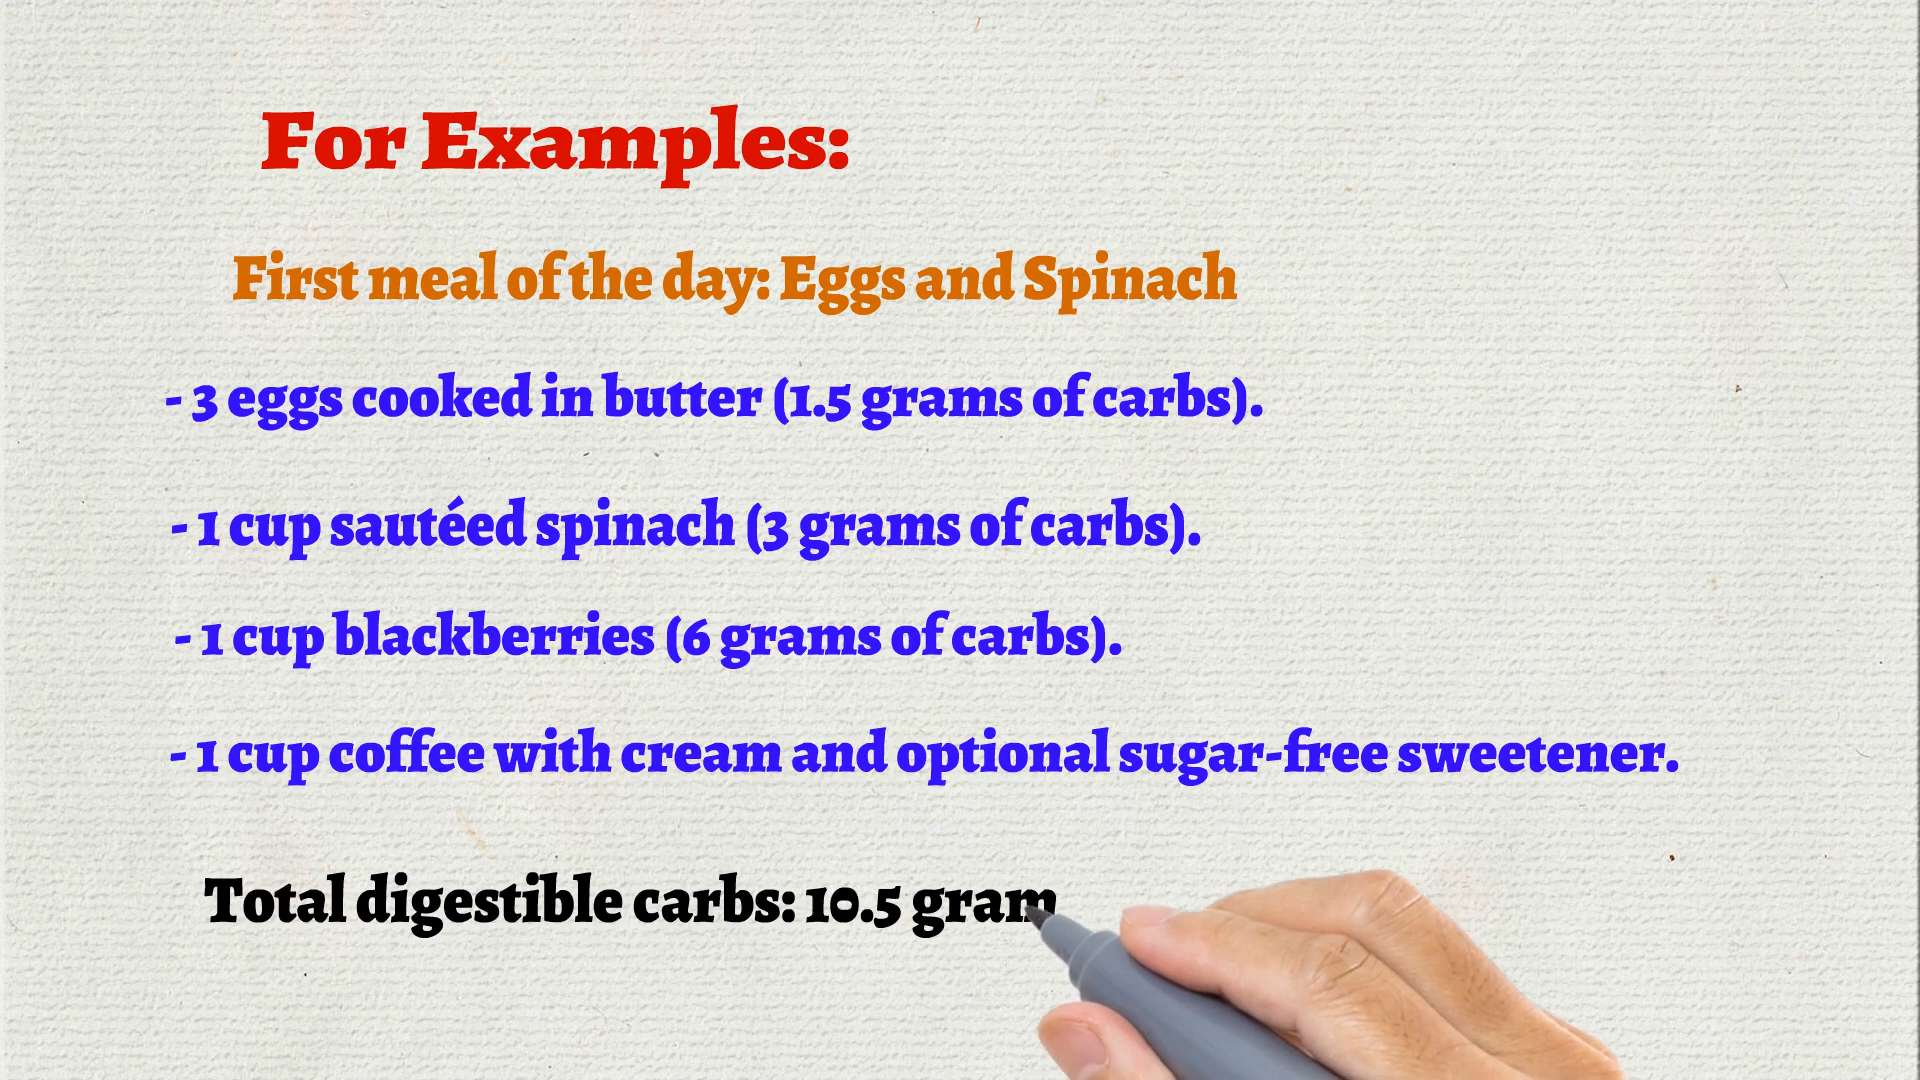 For Examples:
First meal of the day: Eggs and Spinach
- 3 eggs cooked in butter (1.5 grams of carbs).
- 1 cup sautéed spinach (3 grams of carbs).
- 1 cup blackberries (6 grams of carbs).
- 1 cup coffee with cream and optional sugar-free sweetener.
Total digestible carbs: 10.5 gram